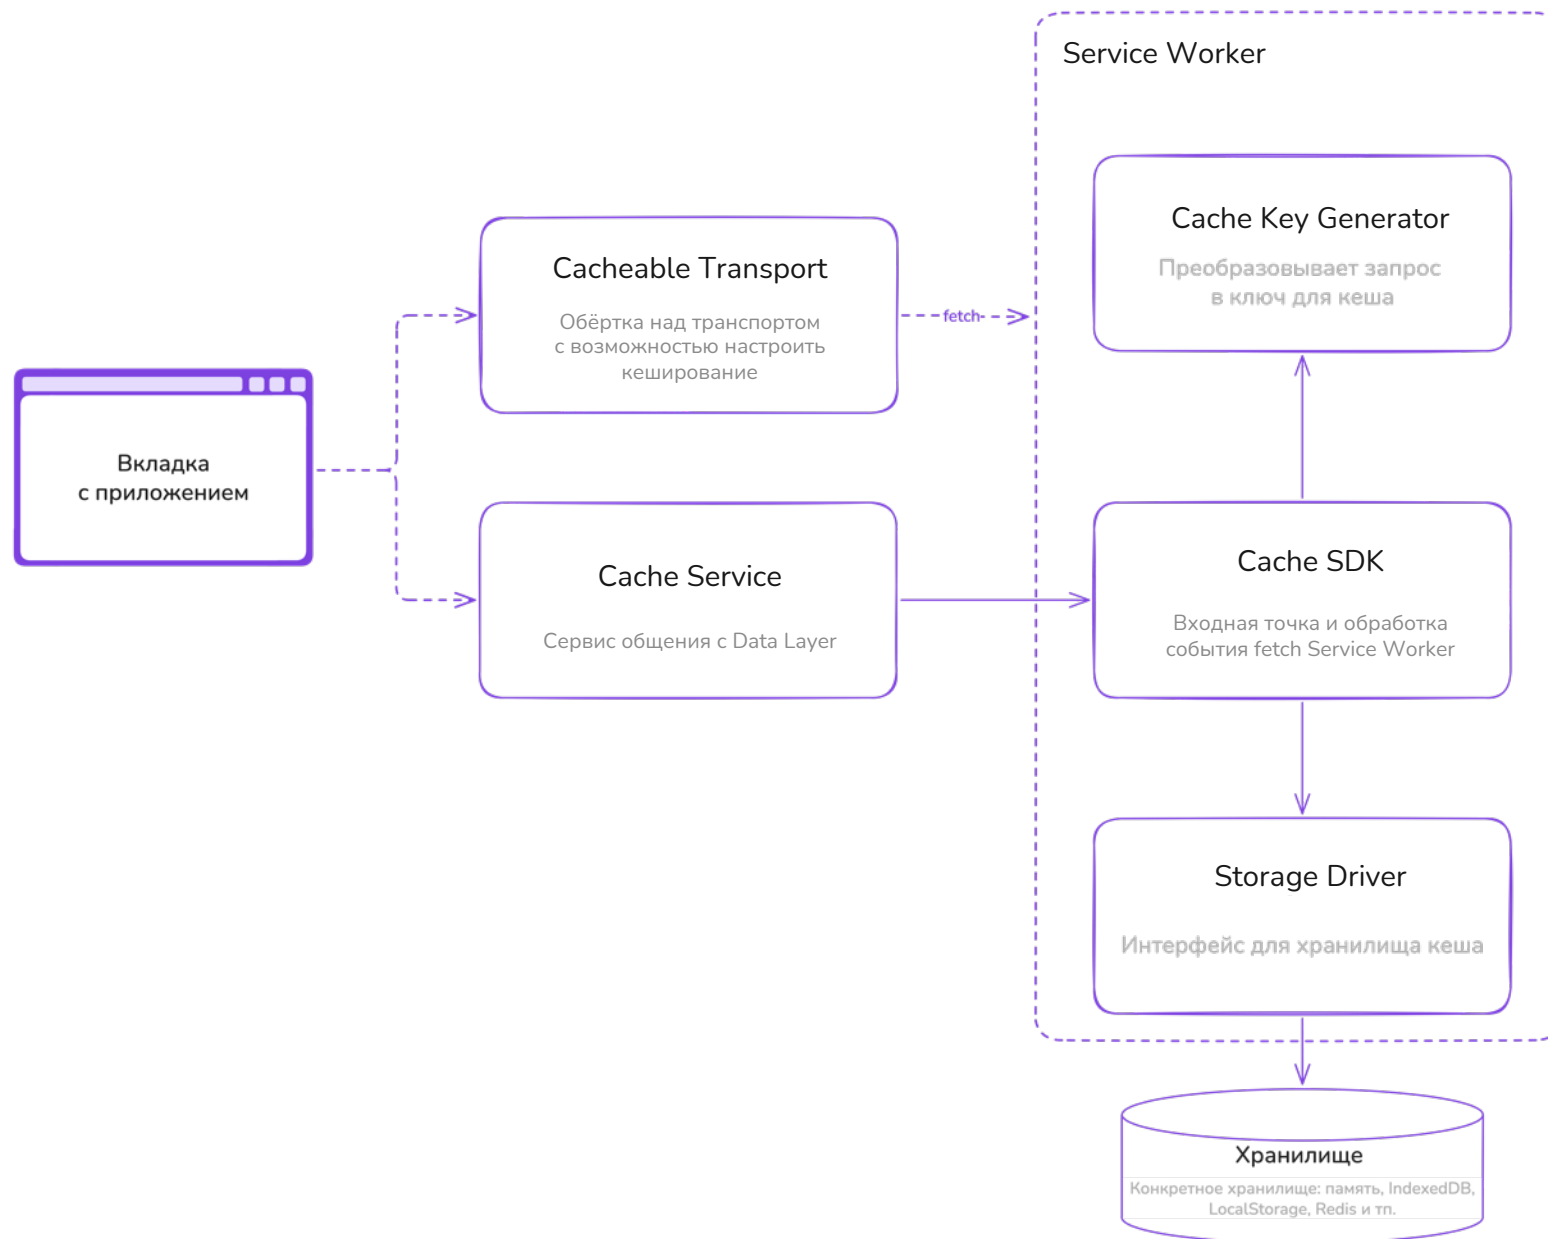 Service Worker
Cache Key Generator
Преобразовывает запрос
в ключ для кеша
Cacheable Transport
Обёртка над транспортом
с возможностью настроить
кеширование
fetch
Вкладка
с приложением
Cache Service
Сервис общения с Data Layer
Cache SDK
Входная точка и обработка
события fetch Service Worker
Storage Driver
Интерфейс для хранилища кеша
Хранилище
Конкретное хранилище: память, IndexedDB,
LocalStorage, Redis и тп.